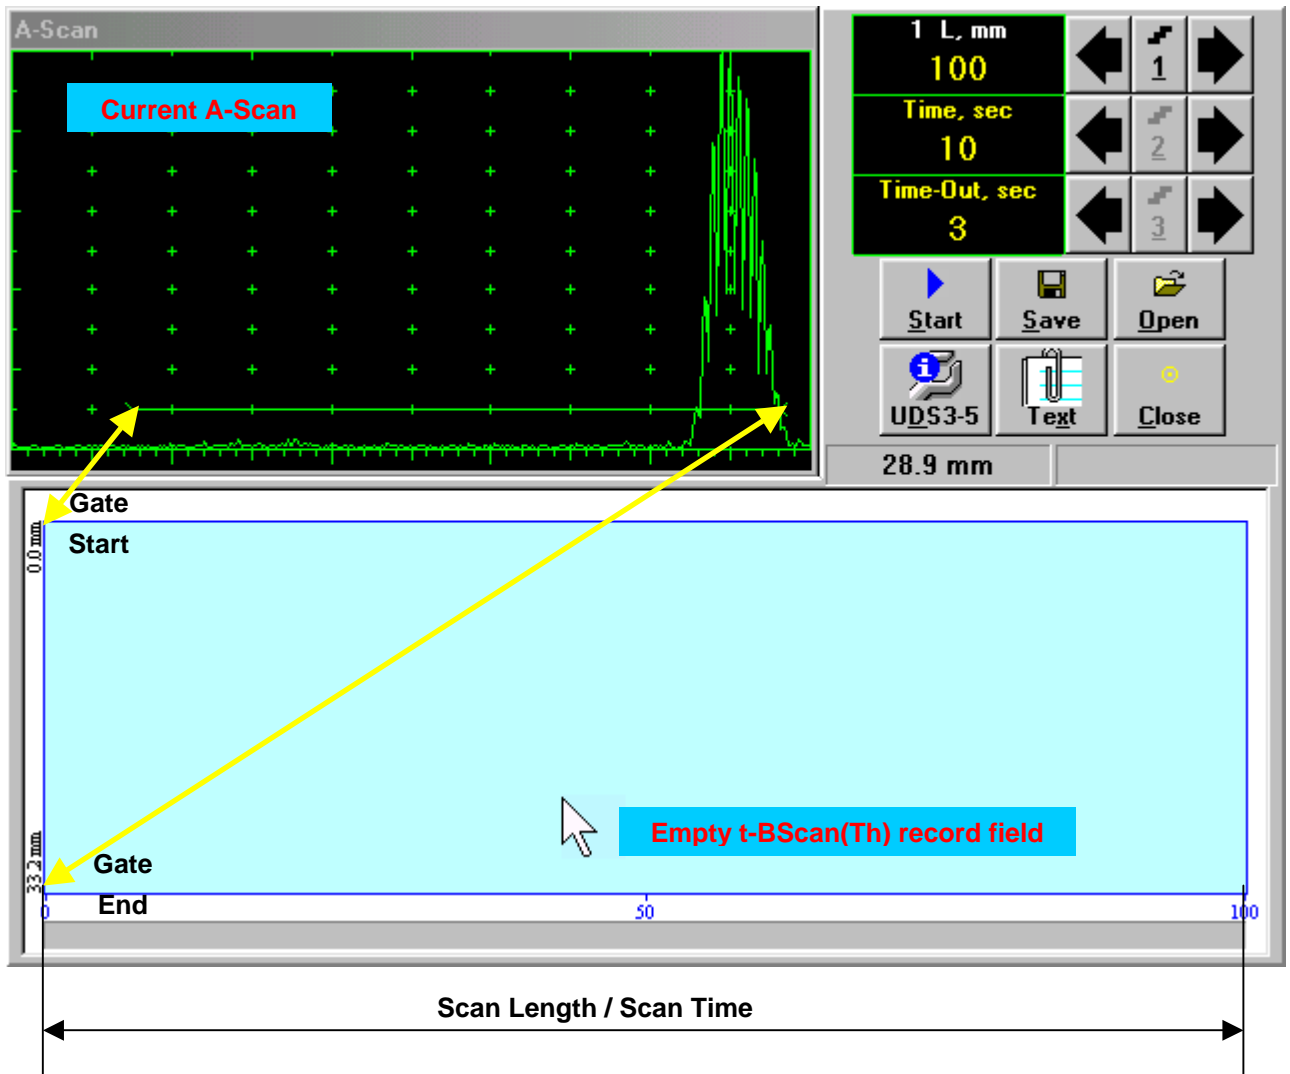 A-Scan
Current A-Scan
1 L, mm
100
1
Time, sec
10
2
Time-Out, sec
3
3
Start
Save
Open
UDS3-5
Text
Close
28.9 mm
Gate
Start
0.0 mm
Empty t-BScan(Th) record field
33.2 mm
Gate
End
0
50
100
Scan Length / Scan Time